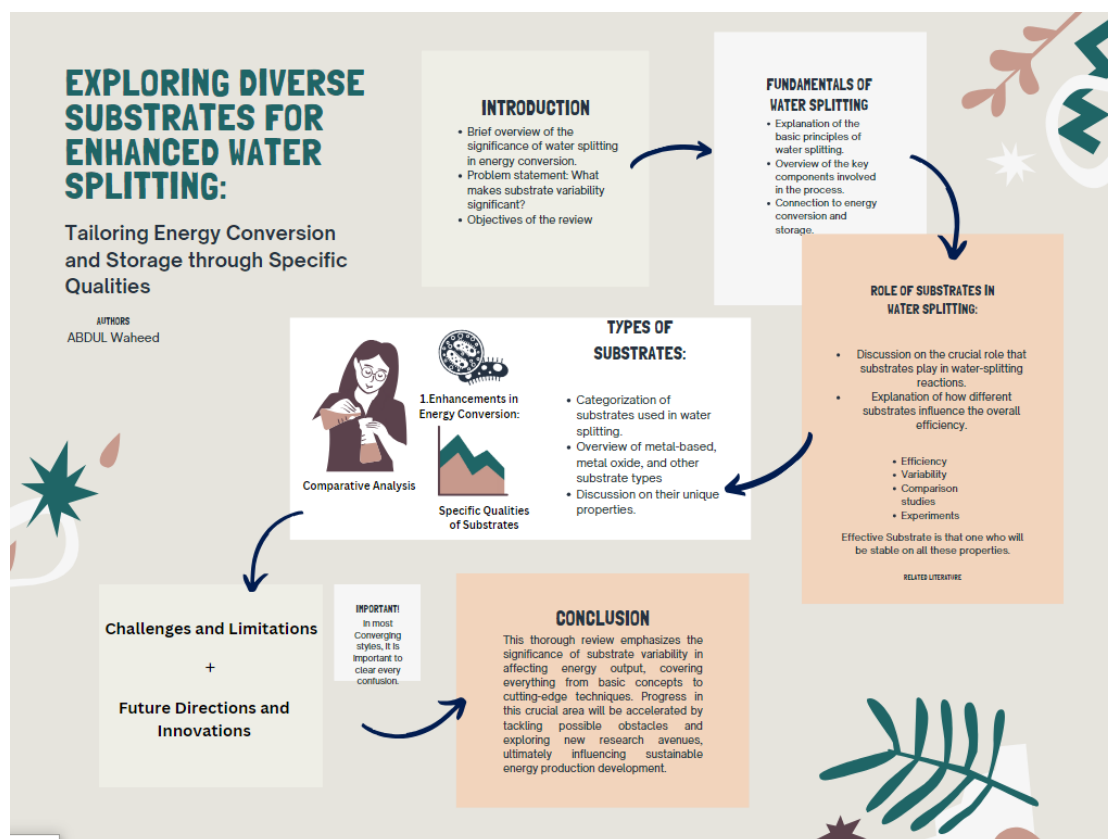 EXPLORING DIVERSE
SUBSTRATES FOR
ENHANCED WATER
SPLITTING:
Tailoring Energy Conversion
and Storage through Specific
Qualities
AUTHORS
ABDUL Waheed
INTRODUCTION
• Brief overview of the
significance of water splitting
in energy conversion.
• Problem statement: What
makes substrate variability
significant?
• Objectives of the review
FUNDAMENTALS OF
WATER SPLITTING
• Explanation of the
basic principles of
water splitting.
• Overview of the key
components involved
in the process.
• Connection to energy
conversion and
storage.
ROLE OF SUBSTRATES IN
WATER SPLITTING:
• Discussion on the crucial role that
substrates play in water-splitting
reactions.
• Explanation of how different
substrates influence the overall
efficiency.
• Efficiency
• Variability
• Comparison
studies
• Experiments
Effective Substrate is that one who will
be stable on all these properties.
RELATED LITERATURE
TYPES OF
SUBSTRATES:
• Categorization of
substrates used in water
splitting.
• Overview of metal-based,
metal oxide, and other
substrate types
• Discussion on their unique
properties.
1.Enhancements in
Energy Conversion:
Comparative Analysis
Specific Qualities
of Substrates
Challenges and Limitations
+
Future Directions and
Innovations
IMPORTANT!
In most
Converging
styles, it is
important to
clear every
confusion.
CONCLUSION
This thorough review emphasizes the
significance of substrate variability in
affecting energy output, covering
everything from basic concepts to
cutting-edge techniques. Progress in
this crucial area will be accelerated by
tackling possible obstacles and
exploring new research avenues,
ultimately influencing sustainable
energy production development.